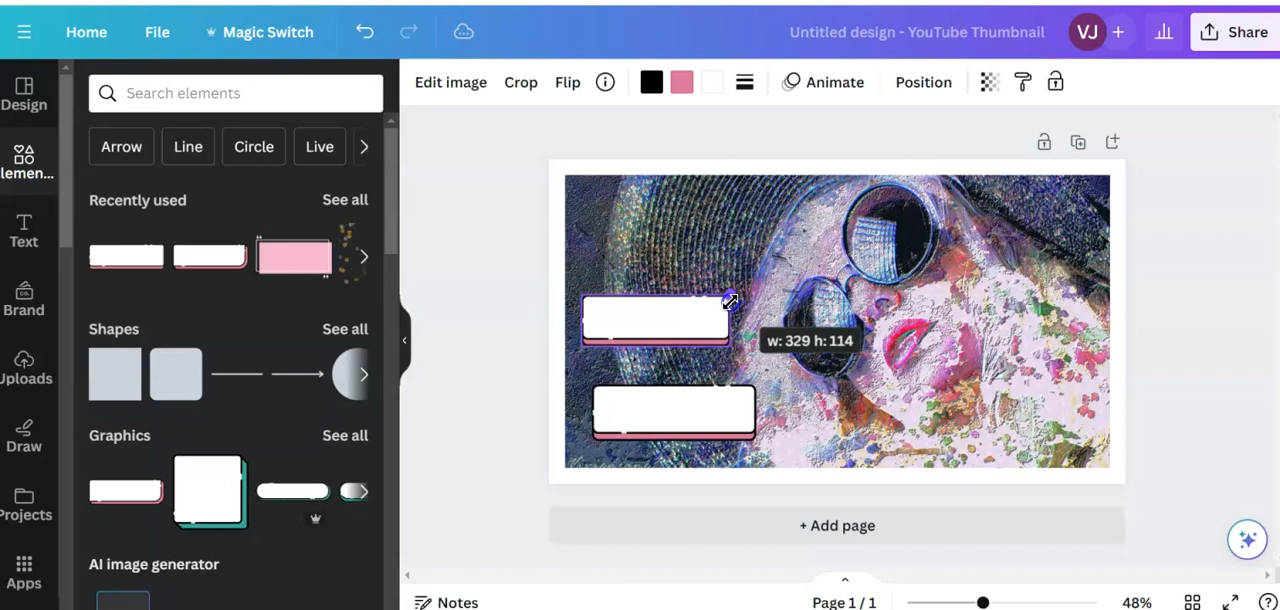 Home File Magic Switch Untitled design - YouTube Thumbnail VJ + Share
Design
Elemen...
Text
Brand
Uploads
Draw
Projects
Apps
Search elements
Arrow Line Circle Live
Recently used See all
Shapes See all
Graphics See all
AI image generator
Edit image Crop Flip Animate Position
w: 329 h: 114
+ Add page
Notes Page 1 / 1 48%